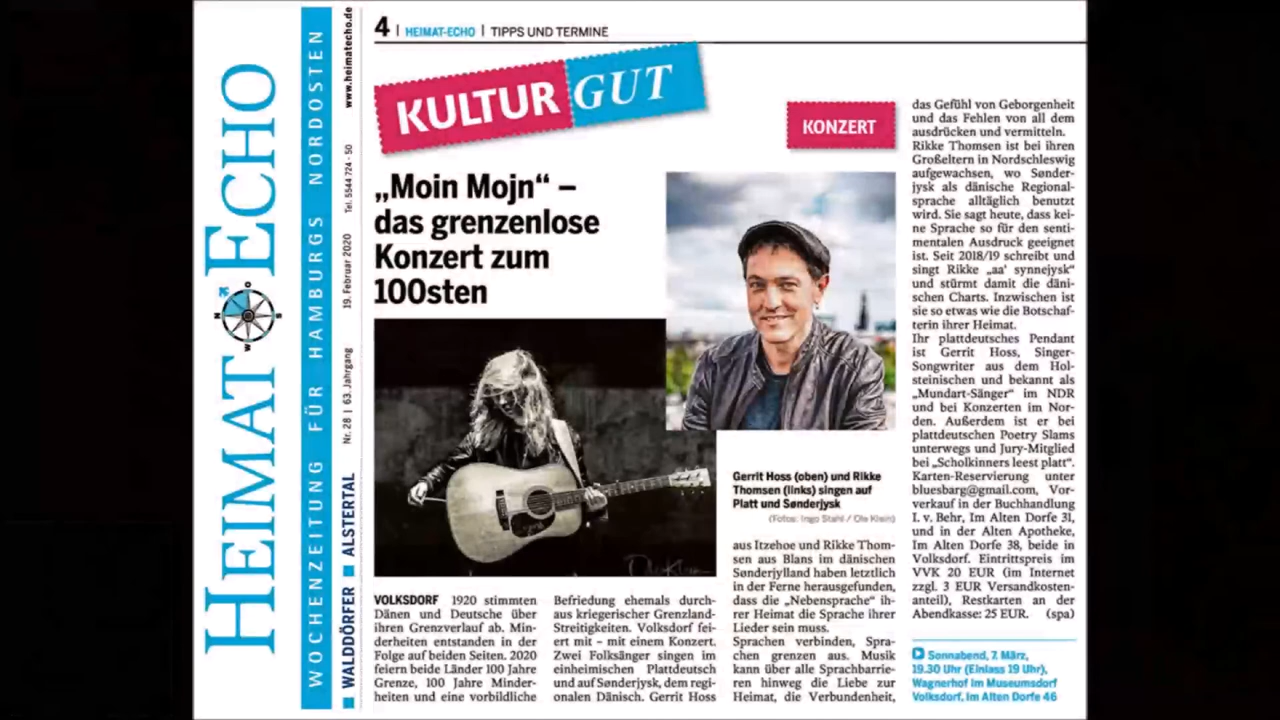 HEIMAT ECHO
WOCHENZEITUNG FÜR HAMBURGS NORDOSTEN
WALDDÖRFER ■ ALSTERTAL Nr. 28 | 63. Jahrgang 19. Februar 2020 Tel. 5544 724 - 50 www.heimatecho.de
4 | HEIMAT-ECHO | TIPPS UND TERMINE
KULTURGUT
KONZERT
„Moin Mojn“ –
das grenzenlose
Konzert zum
100sten
VOLKSDORF 1920 stimmten
Dänen und Deutsche über
ihren Grenzverlauf ab. Min-
derheiten entstanden in der
Folge auf beiden Seiten. 2020
feiern beide Länder 100 Jahre
Grenze, 100 Jahre Minder-
heiten und eine vorbildliche
Befriedung ehemals durch-
aus kriegerischer Grenzland-
Streitigkeiten. Volksdorf fei-
ert mit – mit einem Konzert.
Zwei Folksänger singen im
einheimischen Plattdeutsch
und auf Sønderjysk, dem regi-
onalen Dänisch. Gerrit Hoss
Gerrit Hoss (oben) und Rikke
Thomsen (links) singen auf
Platt und Sønderjysk
(Fotos: Ingo Stahl / Ole Klein)
aus Itzehoe und Rikke Thom-
sen aus Blans im dänischen
Sønderjylland haben letztlich
in der Ferne herausgefunden,
dass die „Nebensprache“ ih-
rer Heimat die Sprache ihrer
Lieder sein muss.
Sprachen verbinden, Spra-
chen grenzen aus. Musik
kann über alle Sprachbarrie-
ren hinweg die Liebe zur
Heimat, die Verbundenheit,
das Gefühl von Geborgenheit
und das Fehlen von all dem
ausdrücken und vermitteln.
Rikke Thomsen ist bei ihren
Großeltern in Nordschleswig
aufgewachsen, wo Sønder-
jysk als dänische Regional-
sprache alltäglich benutzt
wird. Sie sagt heute, dass kei-
ne Sprache so für den senti-
mentalen Ausdruck geeignet
ist. Seit 2018/19 schreibt und
singt Rikke „aa' synnejysk“
und stürmt damit die däni-
schen Charts. Inzwischen ist
sie so etwas wie die Botschaf-
terin ihrer Heimat.
Ihr plattdeutsches Pendant
ist Gerrit Hoss, Singer-
Songwriter aus dem Hol-
steinischen und bekannt als
„Mundart-Sänger“ im NDR
und bei Konzerten im Nor-
den. Außerdem ist er bei
plattdeutschen Poetry Slams
unterwegs und Jury-Mitglied
bei „Scholkinners leest platt“.
Karten-Reservierung unter
bluesbarg@gmail.com, Vor-
verkauf in der Buchhandlung
I. v. Behr, Im Alten Dorfe 31,
und in der Alten Apotheke,
Im Alten Dorfe 38, beide in
Volksdorf. Eintrittspreis im
VVK 20 EUR (im Internet
zzgl. 3 EUR Versandkosten-
anteil), Restkarten an der
Abendkasse: 25 EUR. (spa)
Sonnabend, 7. März,
19.30 Uhr (Einlass 19 Uhr),
Wagnerhof im Museumsdorf
Volksdorf, Im Alten Dorfe 46